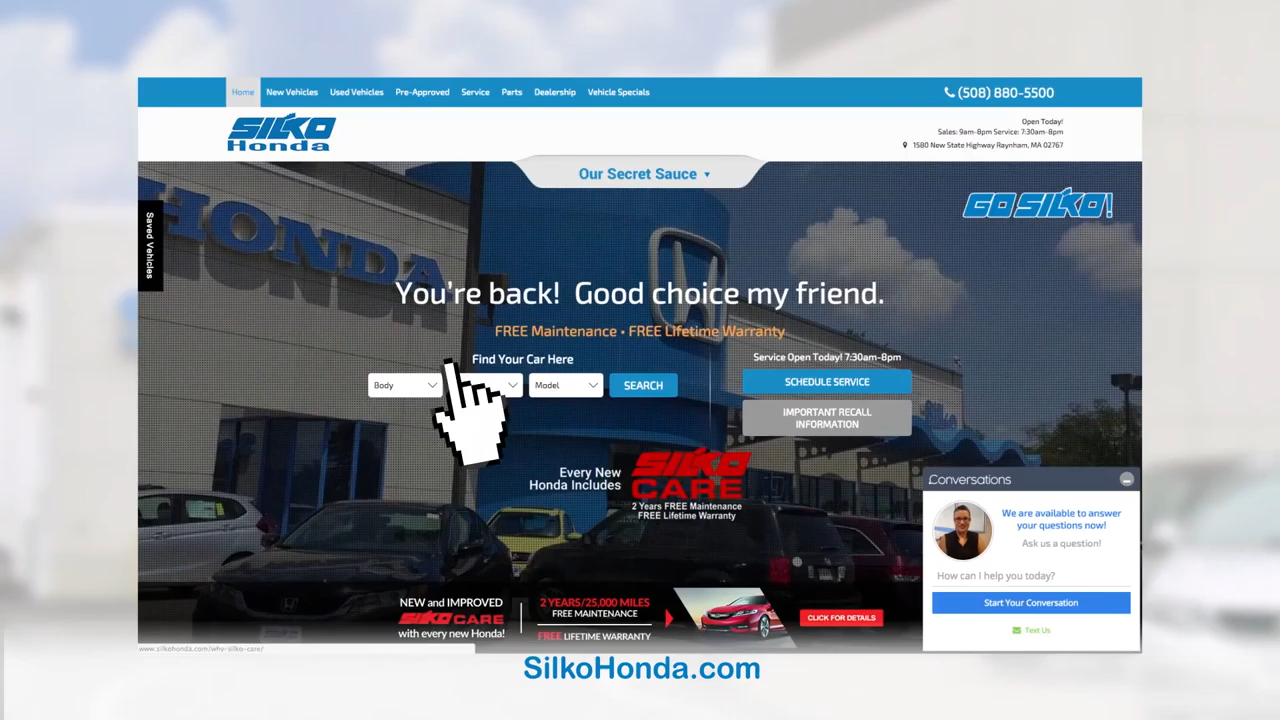 Home New Vehicles Used Vehicles Pre-Approved Service Parts Dealership Vehicle Specials (508) 880-5500
SILKO
Honda
Open Today!
Sales: 9am-8pm Service: 7:30am-8pm
1580 New State Highway Raynham, MA 02767
Our Secret Sauce
GO SILKO!
Saved Vehicles
HONDA
You're back! Good choice my friend.
FREE Maintenance • FREE Lifetime Warranty
Find Your Car Here
Body Model SEARCH
Service Open Today! 7:30am-8pm
SCHEDULE SERVICE
IMPORTANT RECALL
INFORMATION
Every New
Honda Includes
SILKO
CARE
2 Years FREE Maintenance
FREE Lifetime Warranty
Conversations
We are available to answer
your questions now!
Ask us a question!
How can I help you today?
Start Your Conversation
Text Us
NEW and IMPROVED
SILKO CARE
with every new Honda!
2 YEARS/25,000 MILES
FREE MAINTENANCE
FREE LIFETIME WARRANTY
CLICK FOR DETAILS
www.silkohonda.com/why-silko-care/
SilkoHonda.com